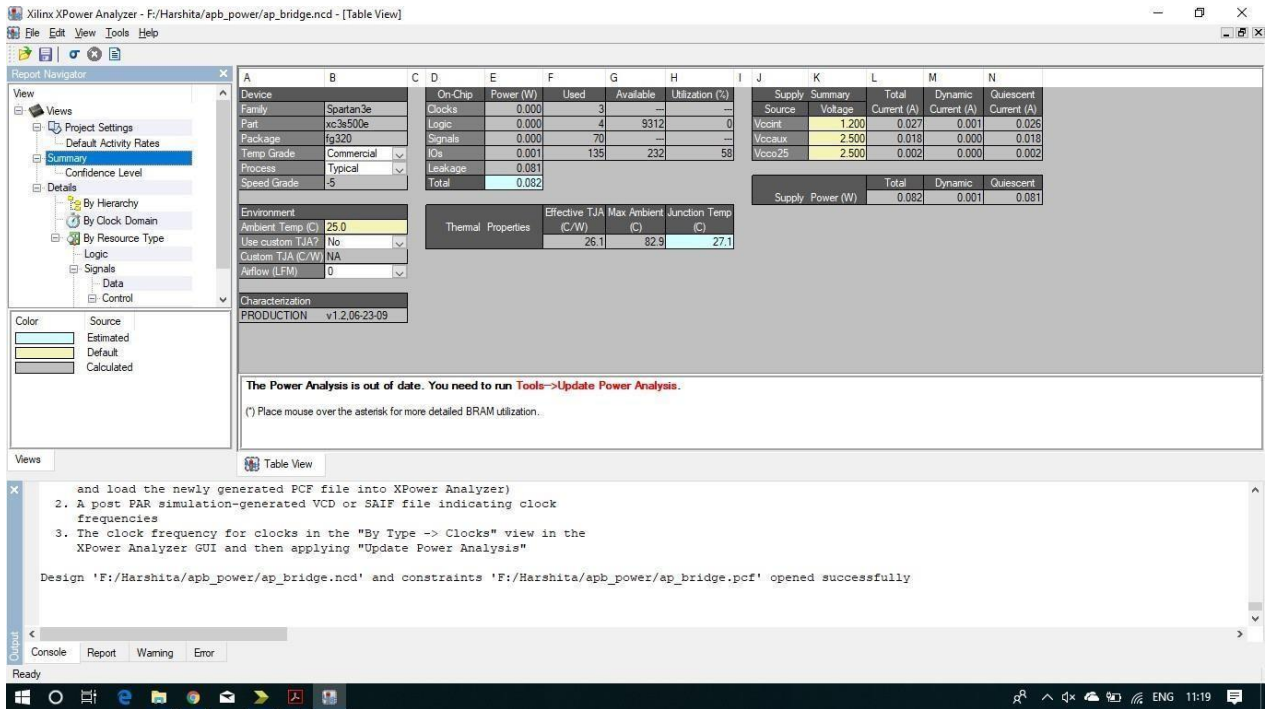 Xilinx XPower Analyzer - F:/Harshita/apb_power/ap_bridge.ncd - [Table View]
File Edit View Tools Help
Report Navigator
View
Views
Project Settings
Default Activity Rates
Summary
Confidence Level
Details
By Hierarchy
By Clock Domain
By Resource Type
Logic
Signals
Data
Control
Color Source
Estimated
Default
Calculated
Views
A B C D E F G H I J K L M N
Device
Family Spartan3e
Part xc3s500e
Package fg320
Temp Grade Commercial
Process Typical
Speed Grade -5
Environment
Ambient Temp (C) 25.0
Use custom TJA? No
Custom TJA (C/W) NA
Airflow (LFM) 0
Characterization
PRODUCTION v1.2,06-23-09
On-Chip Power (W) Used Available Utilization (%)
Clocks 0.000 3 --- ---
Logic 0.000 4 9312 0
Signals 0.000 70 --- ---
IOs 0.001 135 232 58
Leakage 0.081
Total 0.082
Effective TJA Max Ambient Junction Temp
Thermal Properties (C/W) (C) (C)
26.1 82.9 27.1
Supply Summary Total Dynamic Quiescent
Source Voltage Current (A) Current (A) Current (A)
Vccint 1.200 0.027 0.001 0.026
Vccaux 2.500 0.018 0.000 0.018
Vcco25 2.500 0.002 0.000 0.002
Total Dynamic Quiescent
Supply Power (W) 0.082 0.001 0.081
The Power Analysis is out of date. You need to run Tools->Update Power Analysis.
(*) Place mouse over the asterisk for more detailed BRAM utilization.
Table View
and load the newly generated PCF file into XPower Analyzer)
2. A post PAR simulation-generated VCD or SAIF file indicating clock
frequencies
3. The clock frequency for clocks in the "By Type -> Clocks" view in the
XPower Analyzer GUI and then applying "Update Power Analysis"
Design 'F:/Harshita/apb_power/ap_bridge.ncd' and constraints 'F:/Harshita/apb_power/ap_bridge.pcf' opened successfully
Output
Console Report Warning Error
Ready
ENG 11:19